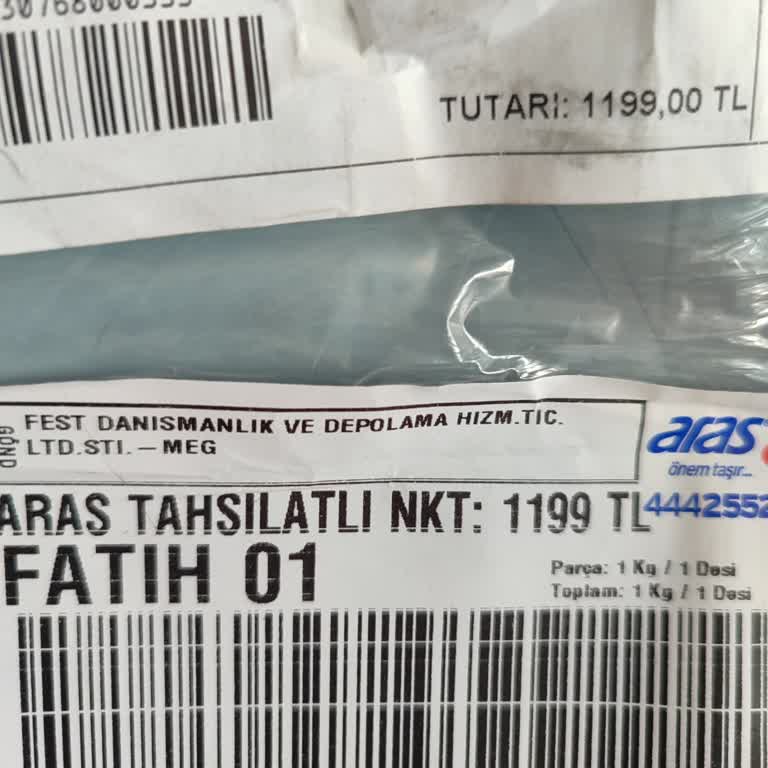 TUTARI: 1199,00 TL
GÖND
FEST DANISMANLIK VE DEPOLAMA HIZM.TIC.
LTD.STI. - MEG
aras
önem taşır...
ARAS TAHSILATLI NKT: 1199 TL
4442552
FATIH 01
Parça: 1 Kg / 1 Desi
Toplam: 1 Kg / 1 Desi